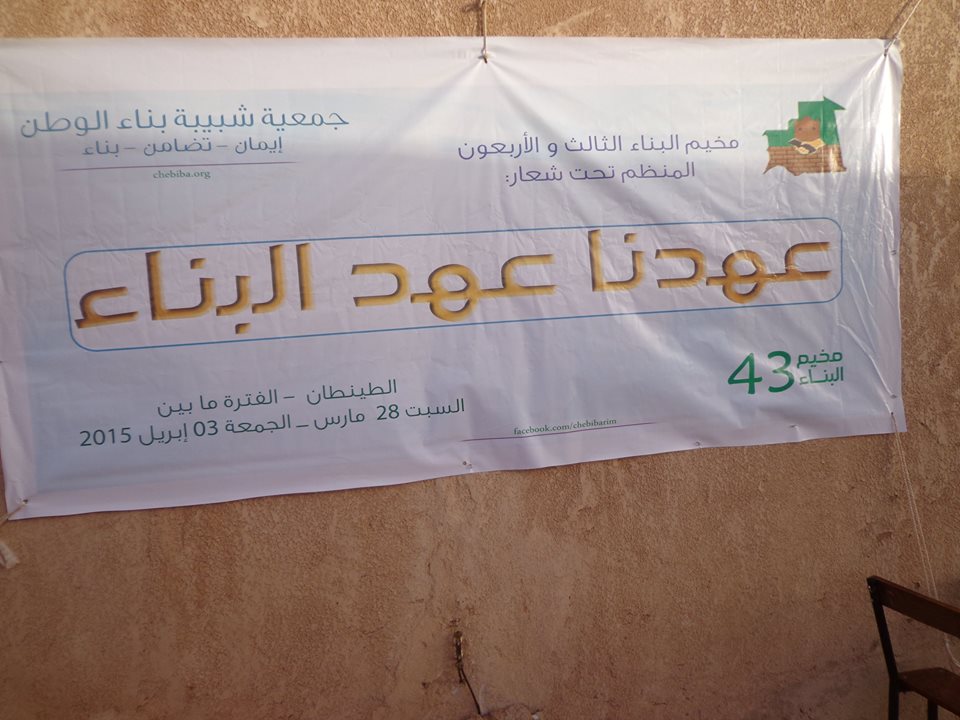 جمعية شبيبة بناء الوطن
إيمان - تضامن - بناء
chebiba.org
مخيم البناء الثالث و الأربعون
المنظم تحت شعار:
عهدنا عهد البناء
مخيم
البناء
43
الطينطان - الفترة ما بين
السبت 28 مارس - الجمعة 03 إبريل 2015
facebook.com/chebibarim